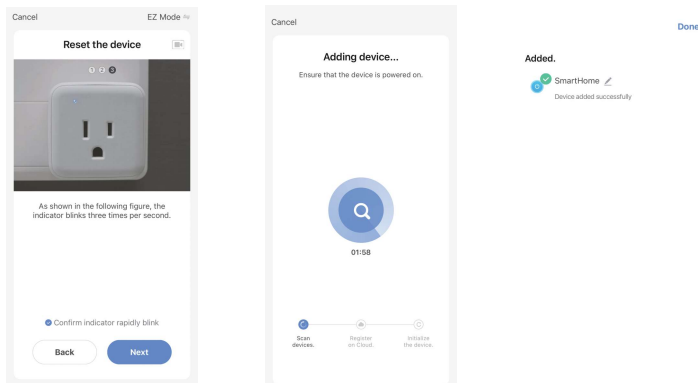 Cancel
EZ Mode
Reset the device
1 2 3
As shown in the following figure, the
indicator blinks three times per second.
Confirm indicator rapidly blink
Back
Next
Cancel
Adding device...
Ensure that the device is powered on.
01:58
Scan
devices.
Register
on Cloud.
Initialize
the device.
Done
Added.
SmartHome
Device added successfully